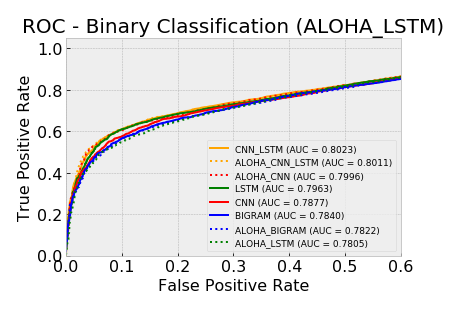 ROC - Binary Classification (ALOHA_LSTM)
True Positive Rate
1.0
0.8
0.6
0.4
0.2
0.0
CNN_LSTM (AUC = 0.8023)
ALOHA_CNN_LSTM (AUC = 0.8011)
ALOHA_CNN (AUC = 0.7996)
LSTM (AUC = 0.7963)
CNN (AUC = 0.7877)
BIGRAM (AUC = 0.7840)
ALOHA_BIGRAM (AUC = 0.7822)
ALOHA_LSTM (AUC = 0.7805)
0.0 0.1 0.2 0.3 0.4 0.5 0.6
False Positive Rate